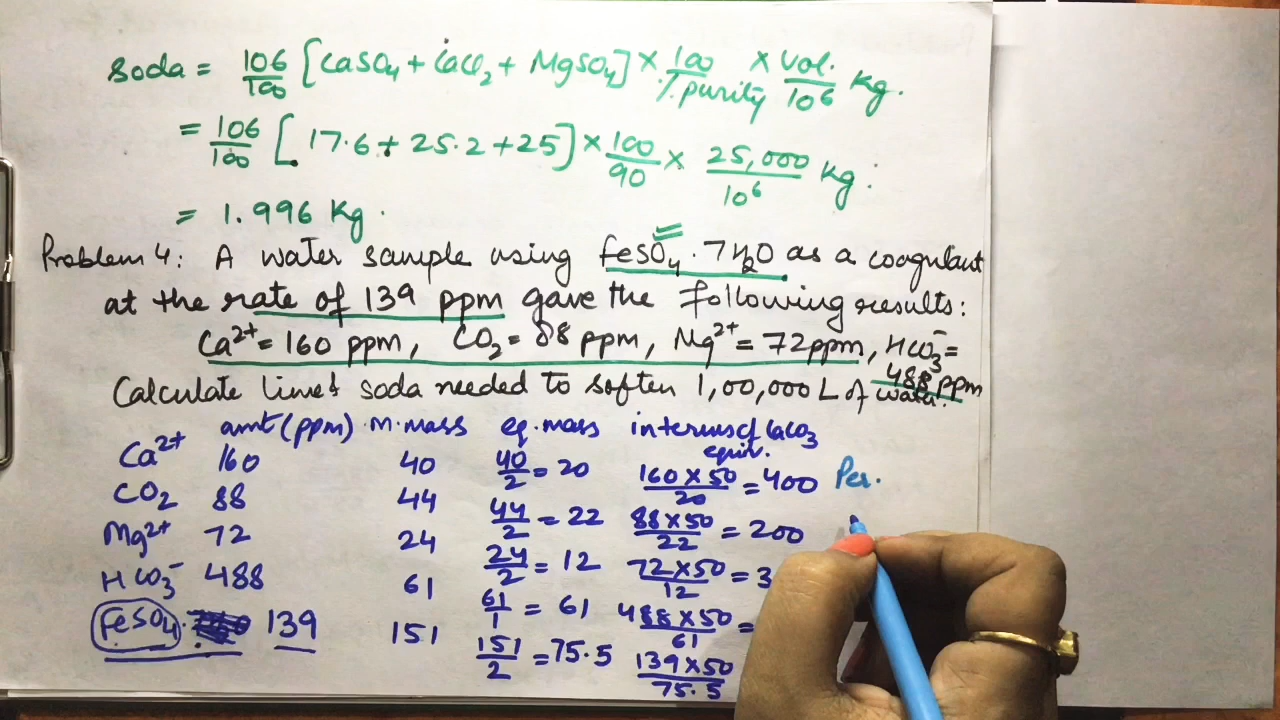 Soda = 106/100 [CaSO4 + CaCl2 + MgSO4] × 100/% purity × Vol./10^6 Kg.
= 106/100 [17.6 + 25.2 + 25] × 100/90 × 25,000/10^6 Kg.
= 1.996 Kg.
Problem 4: A water sample using FeSO4 · 7H2O as a coagulant
at the rate of 139 ppm gave the following results:
Ca2+ = 160 ppm, CO2 = 88 ppm, Mg2+ = 72 ppm, HCO3- =
488 ppm
Calculate lime & soda needed to soften 1,00,000 L of water.
amt (ppm) M. mass eq. mass in terms of CaCO3
equiv.
Ca2+ 160 40 40/2 = 20 160 × 50/20 = 400 Per.
CO2 88 44 44/2 = 22 88 × 50/22 = 200
Mg2+ 72 24 24/2 = 12 72 × 50/12 = 3
HCO3- 488 61 61/1 = 61 488 × 50/61 =
FeSO4 · 139 151 151/2 = 75.5 139 × 50/75.5